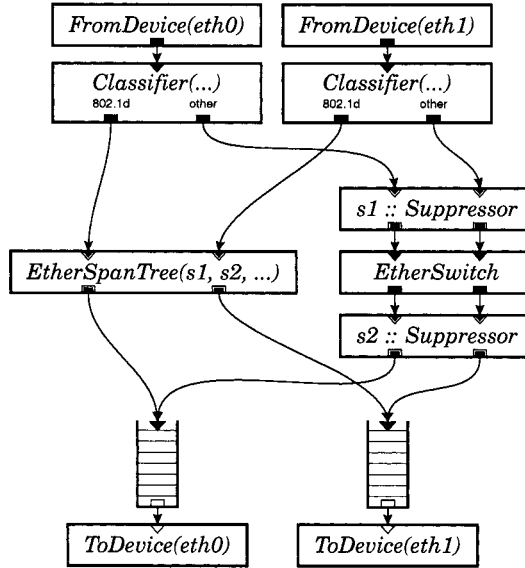 FromDevice(eth0)
FromDevice(eth1)
Classifier(...)
802.1d other
Classifier(...)
802.1d other
s1 :: Suppressor
EtherSpanTree(s1, s2, ...)
EtherSwitch
s2 :: Suppressor
ToDevice(eth0)
ToDevice(eth1)